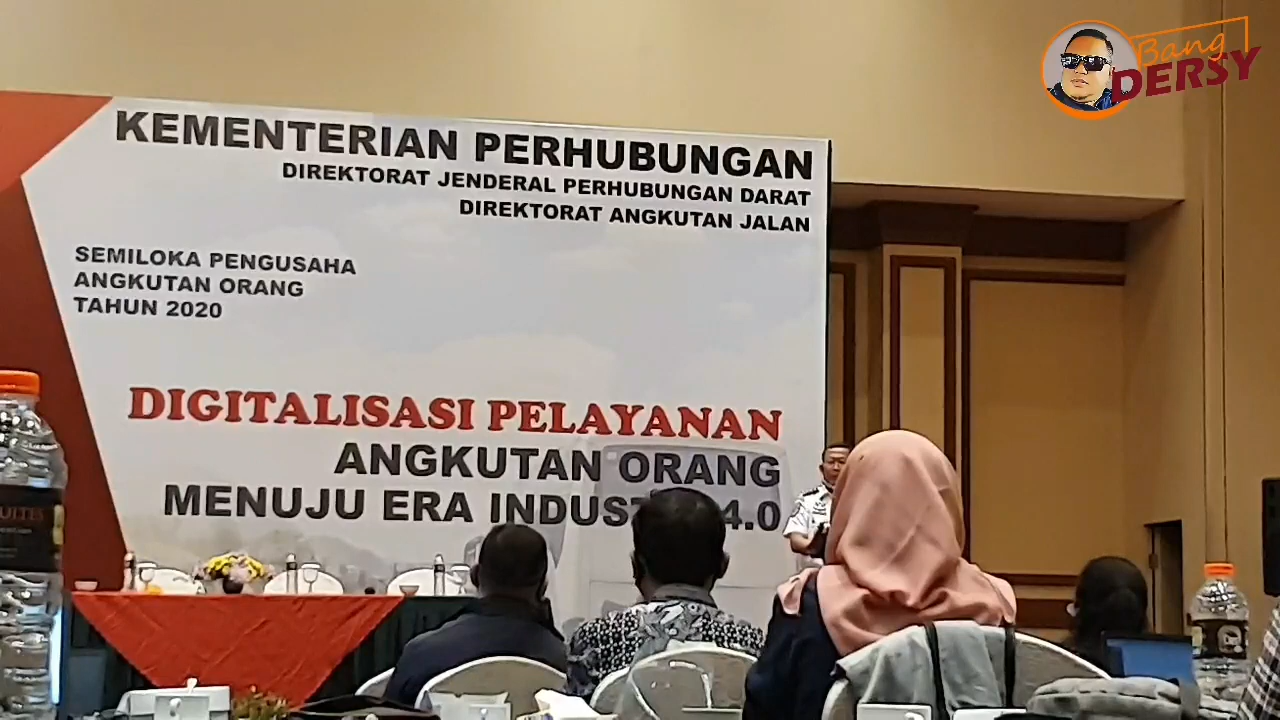 Bang
DERSY
KEMENTERIAN PERHUBUNGAN
DIREKTORAT JENDERAL PERHUBUNGAN DARAT
DIREKTORAT ANGKUTAN JALAN
SEMILOKA PENGUSAHA
ANGKUTAN ORANG
TAHUN 2020
DIGITALISASI PELAYANAN
ANGKUTAN ORANG
MENUJU ERA INDUST 4.0
UITES